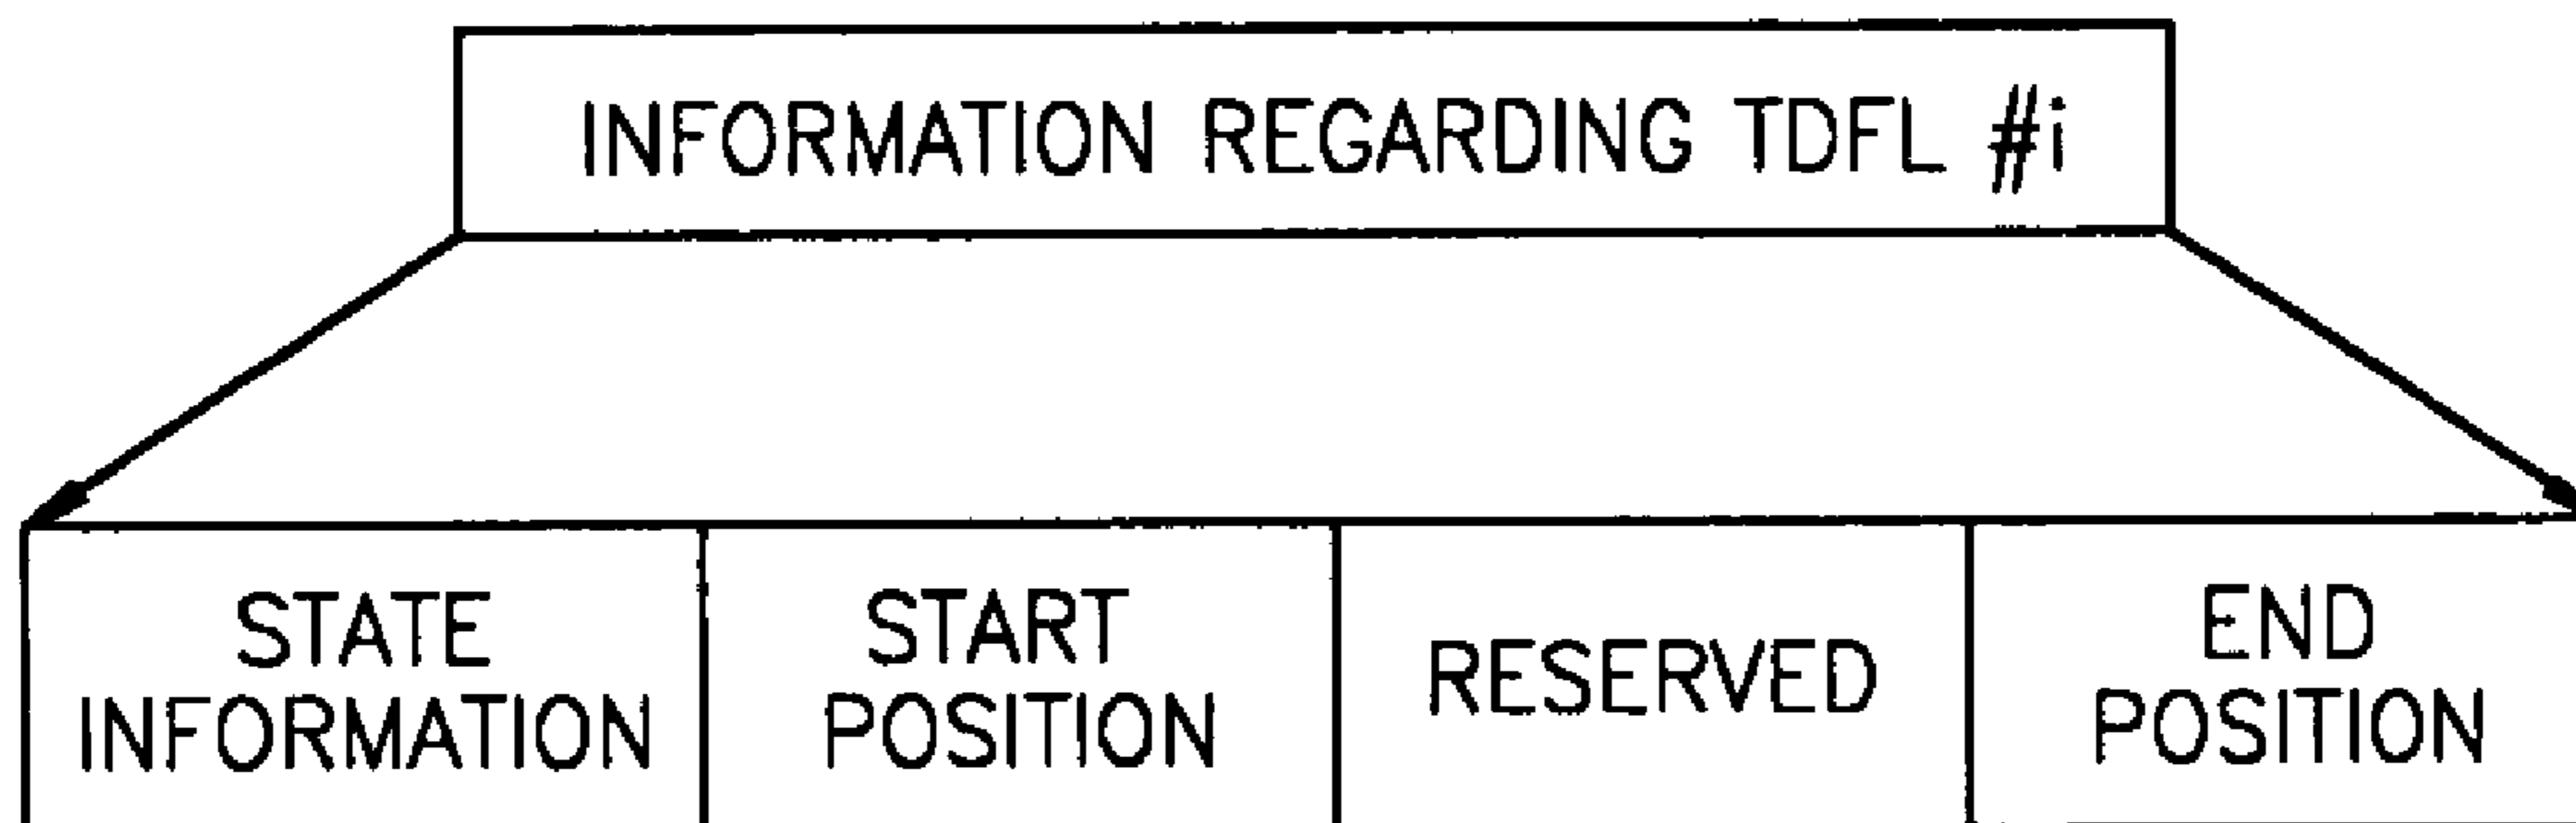 INFORMATION REGARDING TDFL #i
STATE
INFORMATION
START
POSITION
RESERVED
END
POSITION